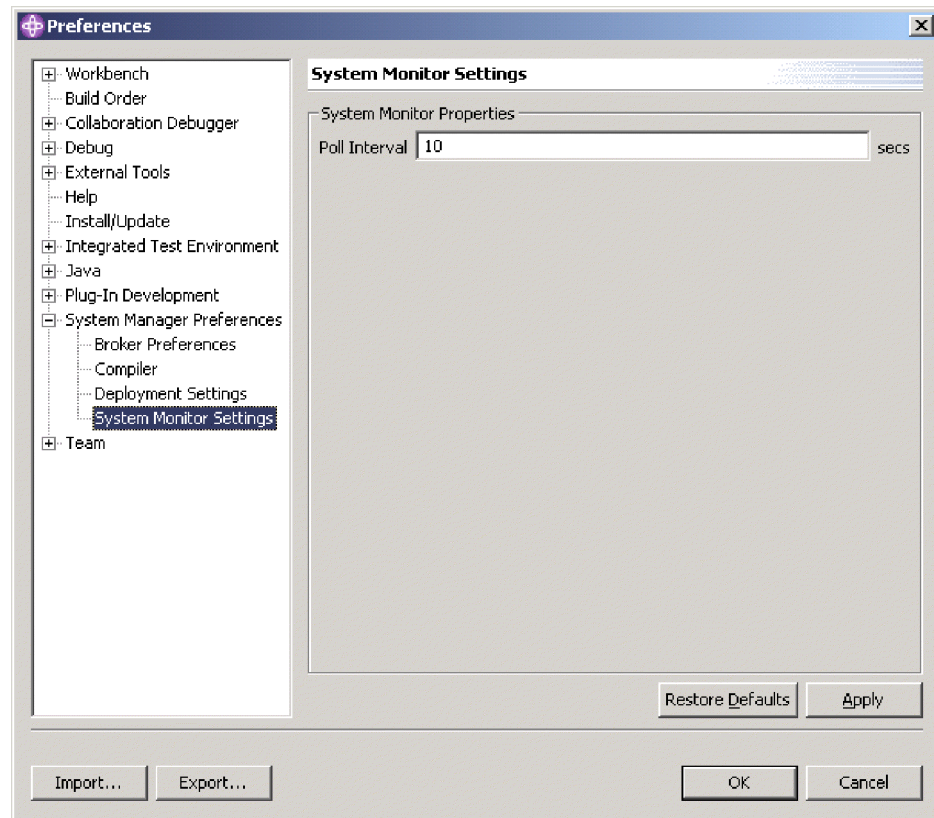 Preferences
Workbench
Build Order
Collaboration Debugger
Debug
External Tools
Help
Install/Update
Integrated Test Environment
Java
Plug-In Development
System Manager Preferences
Broker Preferences
Compiler
Deployment Settings
System Monitor Settings
Team
System Monitor Settings
System Monitor Properties
Poll Interval 10 secs
Restore Defaults Apply
Import... Export... OK Cancel